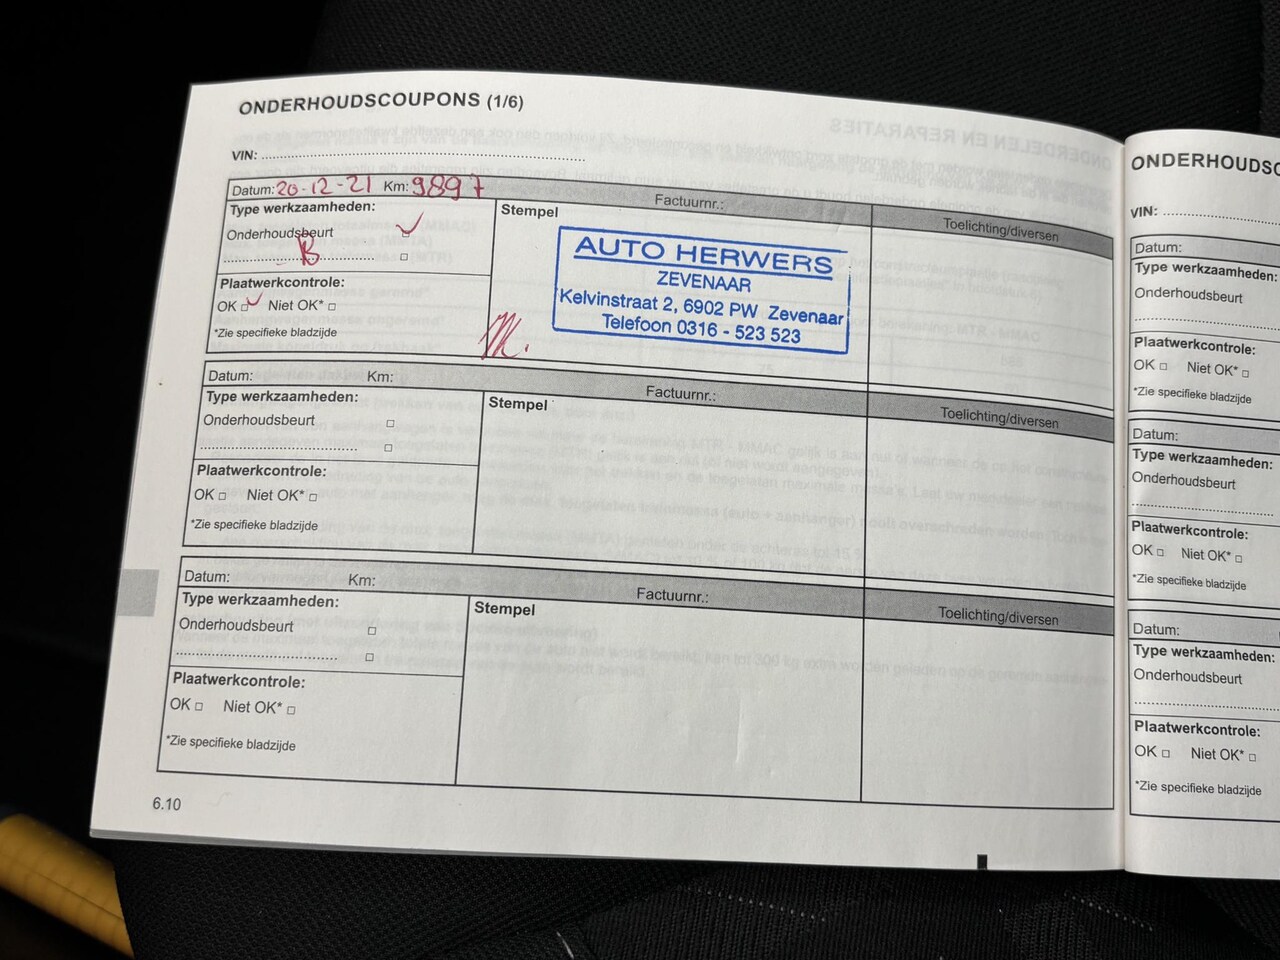 ONDERHOUDSCOUPONS (1/6)
VIN: ..........................................................
Datum: 20-12-21 Km: 9897 Factuurnr.:
Type werkzaamheden:
Onderhoudsbeurt
B
Plaatwerkcontrole:
OK □ Niet OK* □
*Zie specifieke bladzijde
Stempel
AUTO HERWERS
ZEVENAAR
Kelvinstraat 2, 6902 PW Zevenaar
Telefoon 0316 - 523 523
Toelichting/diversen
Datum: Km: Factuurnr.:
Type werkzaamheden:
Onderhoudsbeurt □
.......................................... □
Plaatwerkcontrole:
OK □ Niet OK* □
*Zie specifieke bladzijde
Stempel
Toelichting/diversen
Datum: Km: Factuurnr.:
Type werkzaamheden:
Onderhoudsbeurt □
.......................................... □
Plaatwerkcontrole:
OK □ Niet OK* □
*Zie specifieke bladzijde
Stempel
Toelichting/diversen
6.10
ONDERHOUDSC
VIN: ..............................
Datum:
Type werkzaamheden:
Onderhoudsbeurt
..............................
Plaatwerkcontrole:
OK □ Niet OK* □
*Zie specifieke bladzijde
Datum:
Type werkzaamheden:
Onderhoudsbeurt
..............................
Plaatwerkcontrole:
OK □ Niet OK* □
*Zie specifieke bladzijde
Datum:
Type werkzaamheden:
Onderhoudsbeurt
..............................
Plaatwerkcontrole:
OK □ Niet OK* □
*Zie specifieke bladzijde